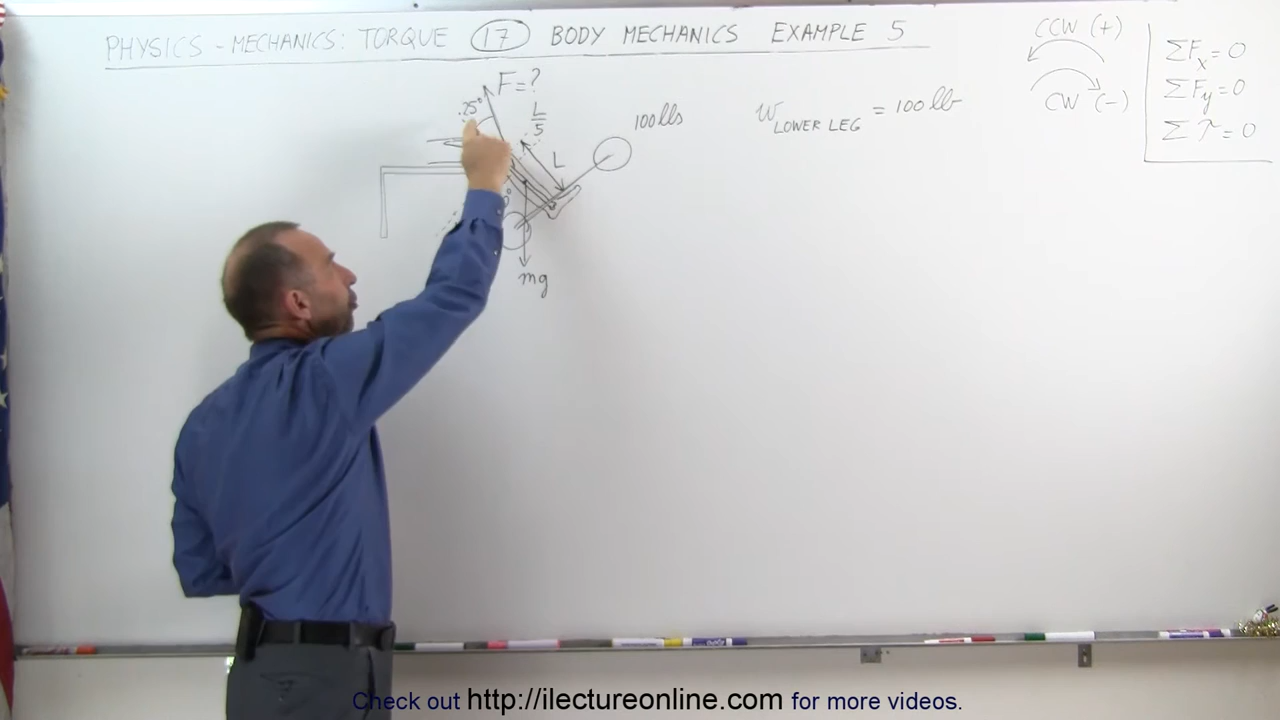 PHYSICS - MECHANICS: TORQUE 17 BODY MECHANICS EXAMPLE 5
CCW (+)
CW (-)
ΣFx = 0
ΣFy = 0
Στ = 0
F = ?
25°
L/5
L
100 lbs
W LOWER LEG = 100 lb
mg
Check out http://ilectureonline.com for more videos.